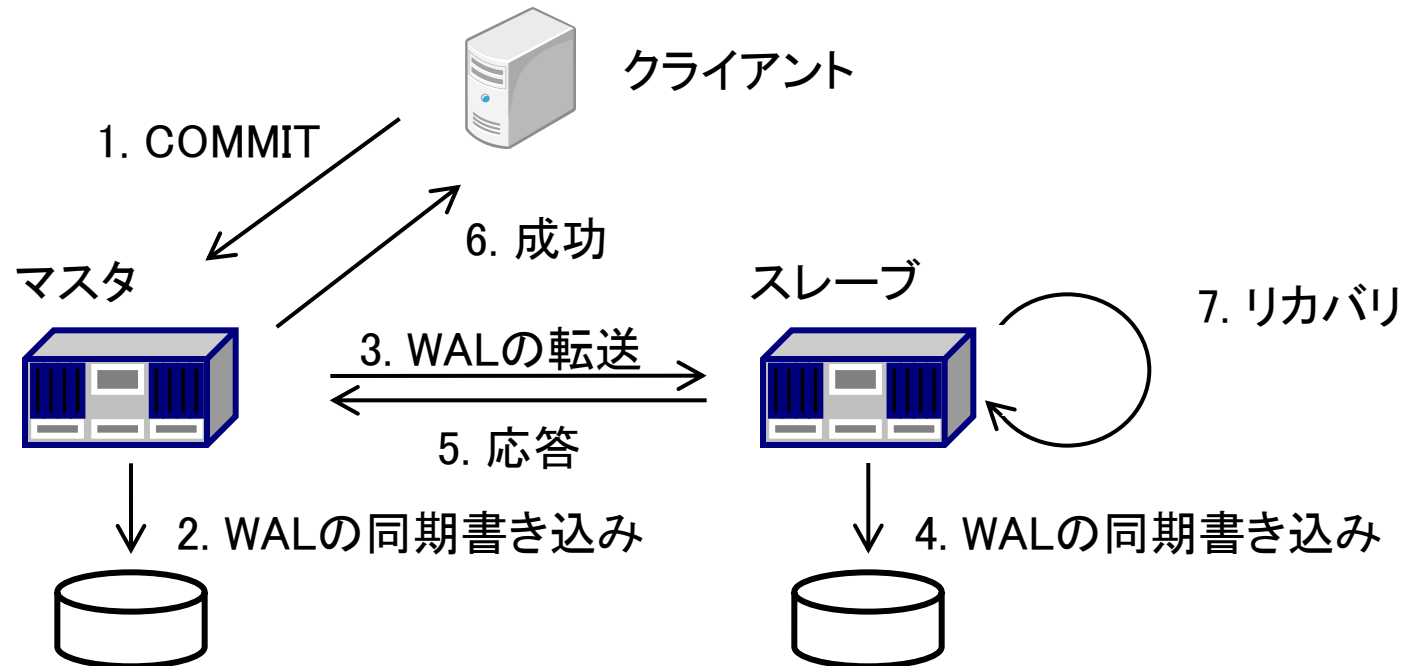 クライアント
1. COMMIT
6. 成功
マスタ
スレーブ
7. リカバリ
3. WALの転送
5. 応答
2. WALの同期書き込み
4. WALの同期書き込み